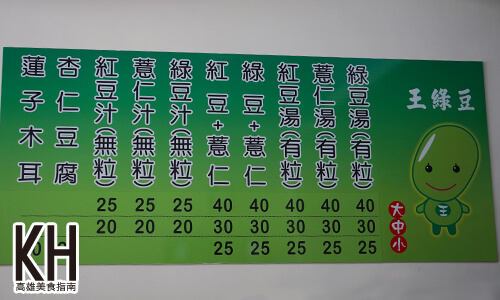 王綠豆
王
大 中 小
綠豆湯(有粒) 40 30 25
薏仁湯(有粒) 40 30 25
紅豆湯(有粒) 40 30 25
綠豆+薏仁 40 30 25
紅豆+薏仁 40 30 25
綠豆汁(無粒) 25 20
薏仁汁(無粒) 25 20
紅豆汁(無粒) 25 20
杏仁豆腐
蓮子木耳
KH
高雄美食指南